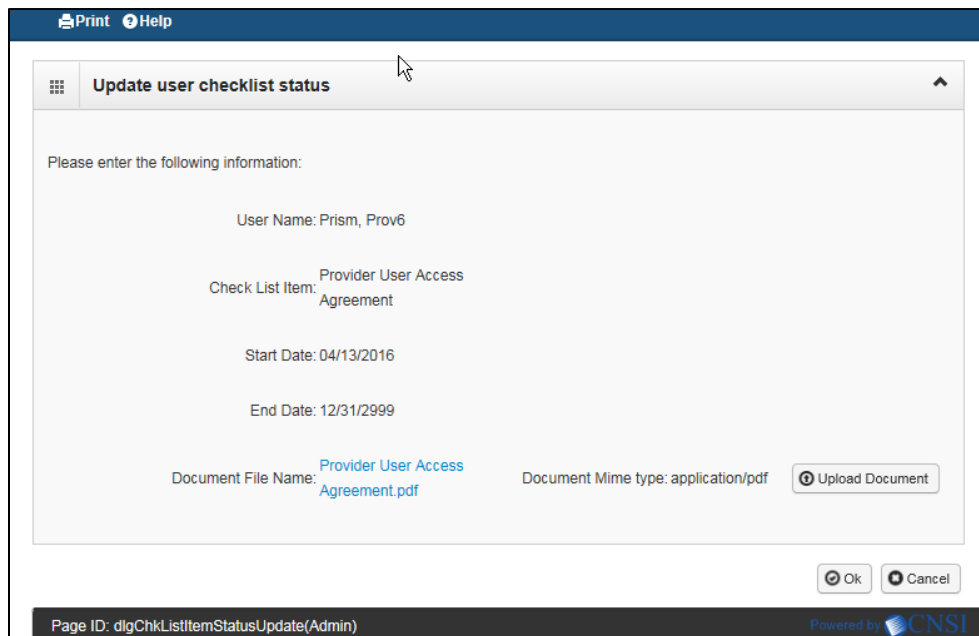 Print Help
Update user checklist status
Please enter the following information:
User Name: Prism, Prov6
Check List Item: Provider User Access
Agreement
Start Date: 04/13/2016
End Date: 12/31/2999
Document File Name: Provider User Access
Agreement.pdf
Document Mime type: application/pdf
Upload Document
Ok Cancel
Page ID: dlgChkListItemStatusUpdate(Admin)
Powered by CNSI